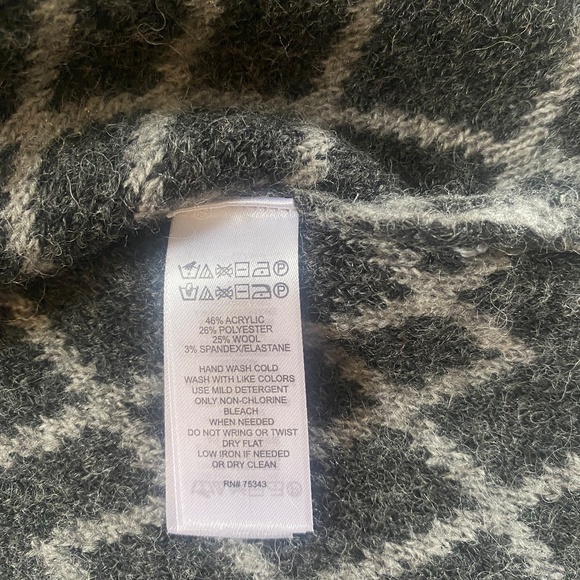 46% ACRYLIC
26% POLYESTER
25% WOOL
3% SPANDEX/ELASTANE
HAND WASH COLD
WASH WITH LIKE COLORS
USE MILD DETERGENT
ONLY NON-CHLORINE
BLEACH
WHEN NEEDED
DO NOT WRING OR TWIST
DRY FLAT
LOW IRON IF NEEDED
OR DRY CLEAN
RN# 75343